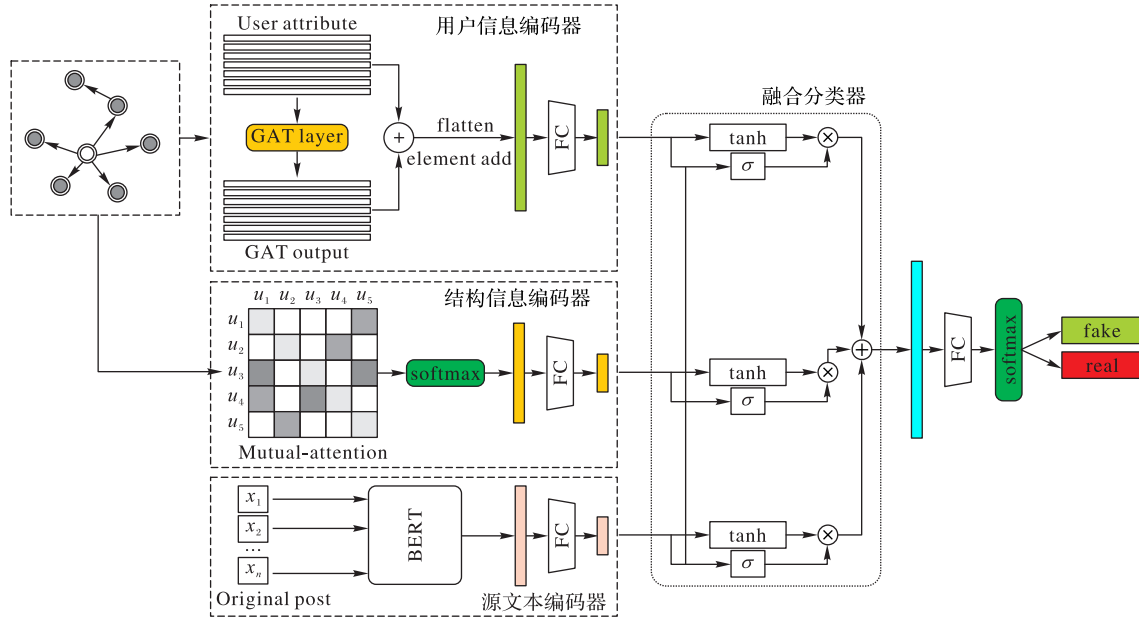 User attribute
用户信息编码器
GAT layer
+
flatten
element add
FC
GAT output
融合分类器
tanh
×
σ
u1 u2 u3 u4 u5
结构信息编码器
u1
u2
u3
u4
u5
softmax
FC
Mutual-attention
tanh
×
σ
+
FC
softmax
fake
real
x1
x2
...
xn
BERT
FC
Original post
源文本编码器
tanh
×
σ